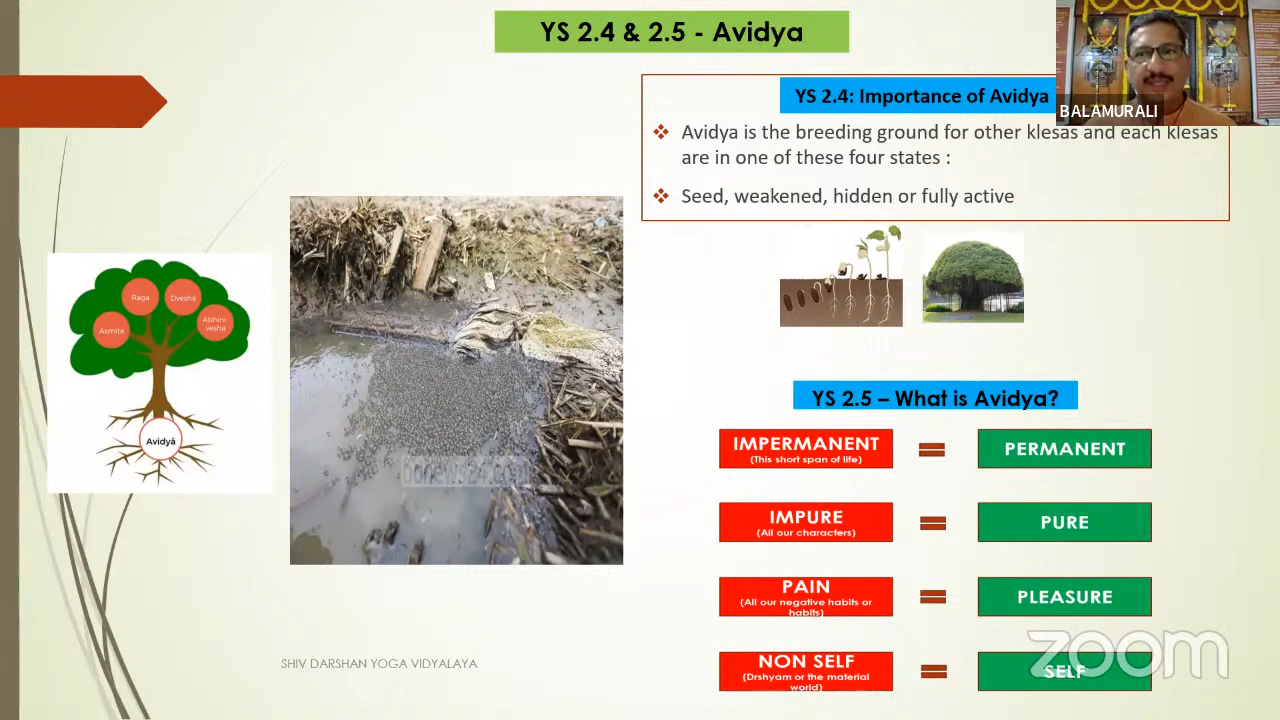 YS 2.4 & 2.5 - Avidya
BALAMURALI
YS 2.4: Importance of Avidya
❖ Avidya is the breeding ground for other klesas and each klesas
are in one of these four states :
❖ Seed, weakened, hidden or fully active
Raga
Dvesha
Asmita
Abhini-
vesha
Avidyā
YS 2.5 – What is Avidya?
IMPERMANENT
(This short span of life)
=
PERMANENT
IMPURE
(All our characters)
=
PURE
PAIN
(All our negative habits or
habits)
=
PLEASURE
NON SELF
(Drshyam or the material
world)
=
SELF
SHIV DARSHAN YOGA VIDYALAYA
zoom